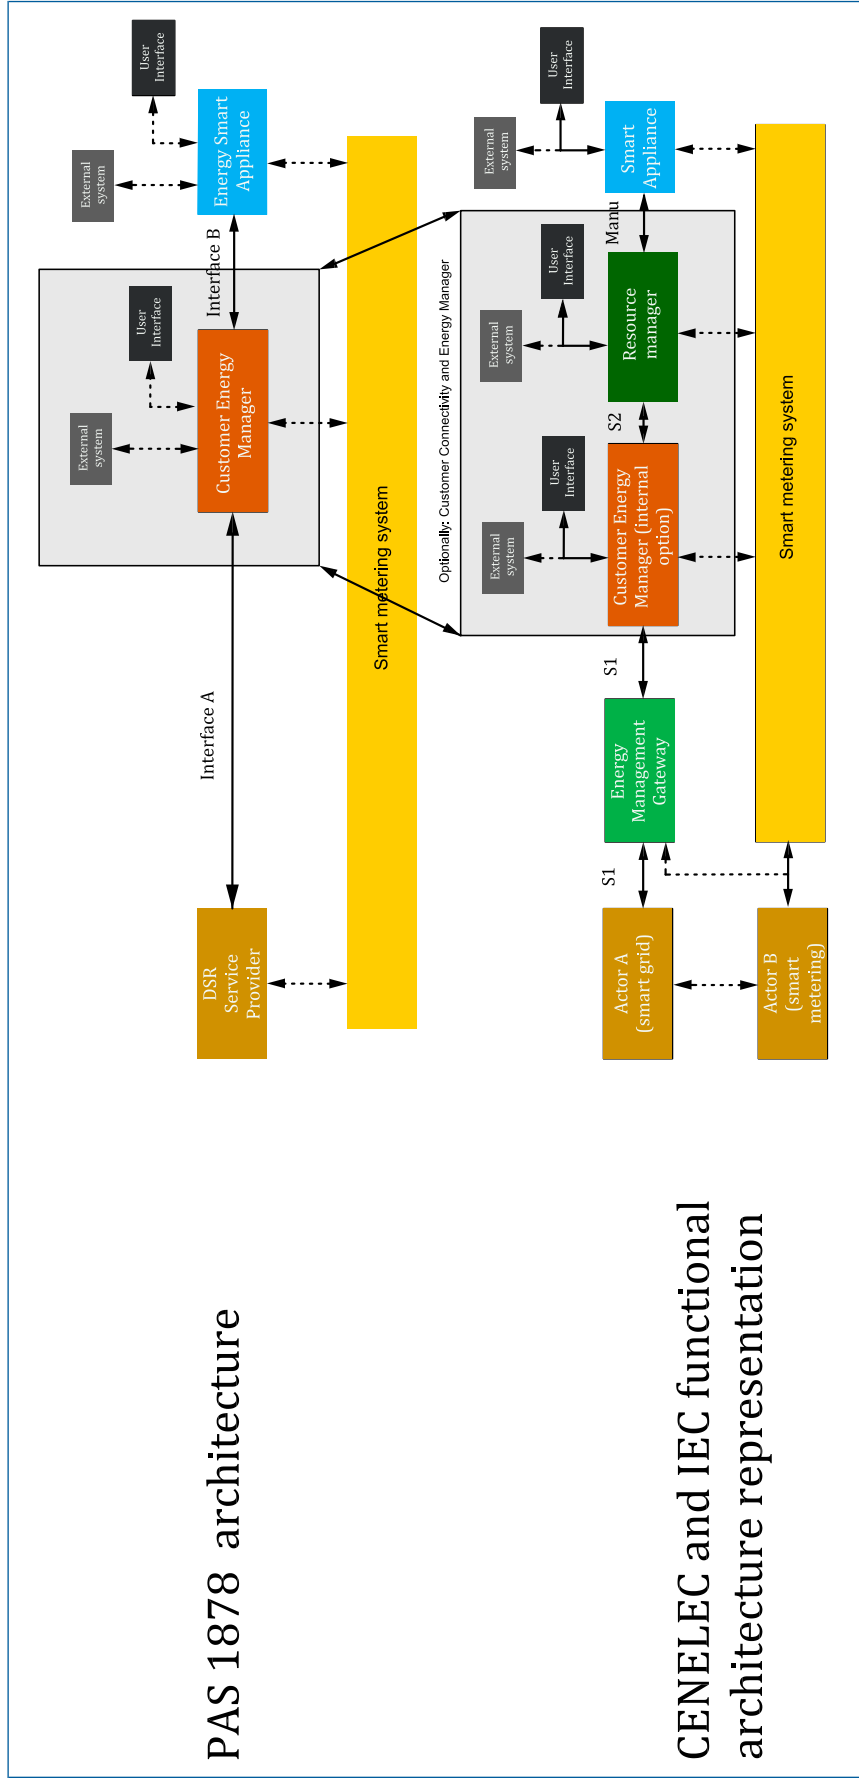 PAS 1878 architecture
DSR
Service
Provider
Interface A
External
system
User
Interface
Customer Energy
Manager
Interface B
External
system
User
Interface
Energy Smart
Appliance
Smart metering system
CENELEC and IEC functional
architecture representation
Actor A
(smart grid)
Actor B
(smart
metering)
S1
Energy
Management
Gateway
S1
Optionally: Customer Connectivity and Energy Manager
External
system
User
Interface
Customer Energy
Manager (internal
option)
S2
External
system
User
Interface
Resource
manager
Manu
External
system
User
Interface
Smart
Appliance
Smart metering system